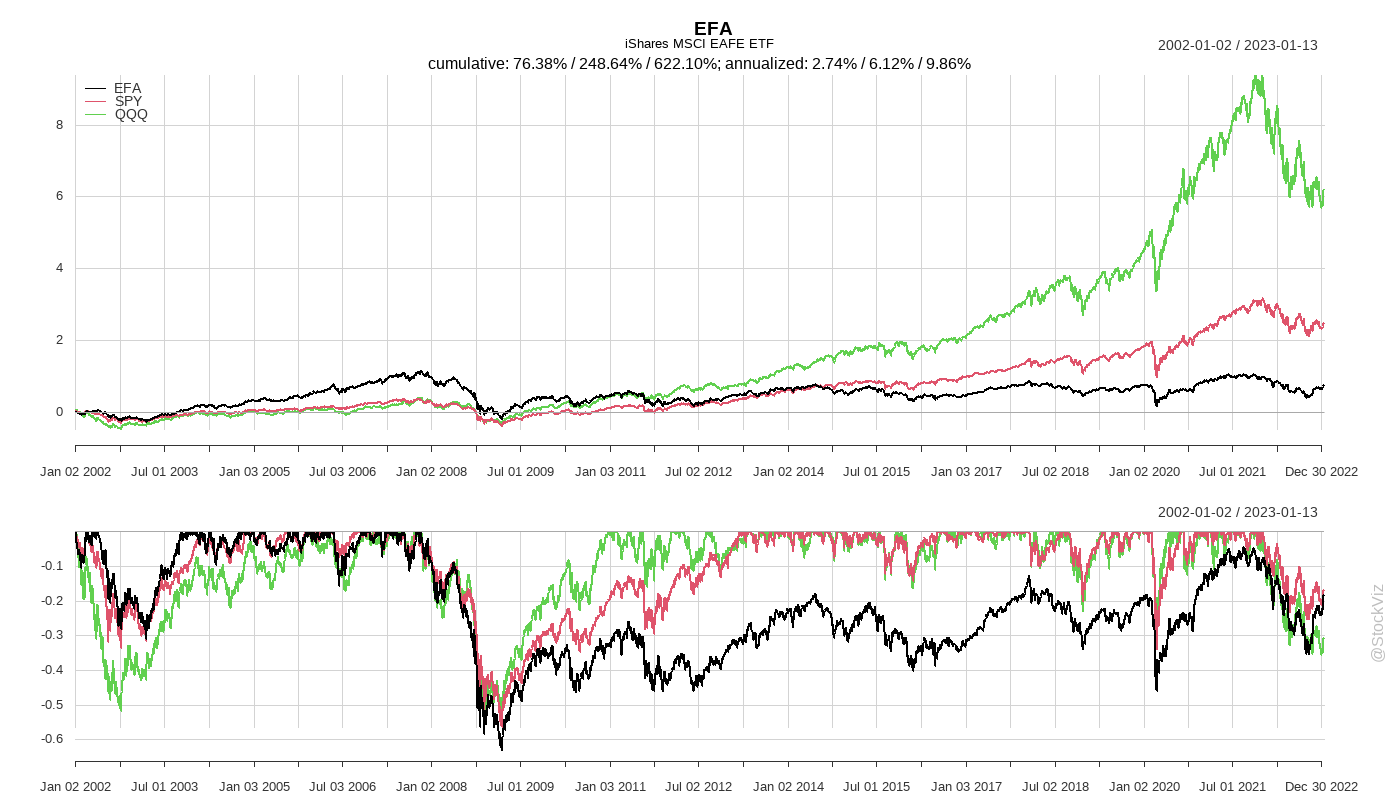 EFA
iShares MSCI EAFE ETF
2002-01-02 / 2023-01-13
cumulative: 76.38% / 248.64% / 622.10%; annualized: 2.74% / 6.12% / 9.86%
EFA
SPY
QQQ
8
6
4
2
0
Jan 02 2002 Jul 01 2003 Jan 03 2005 Jul 03 2006 Jan 02 2008 Jul 01 2009 Jan 03 2011 Jul 02 2012 Jan 02 2014 Jul 01 2015 Jan 03 2017 Jul 02 2018 Jan 02 2020 Jul 01 2021 Dec 30 2022
2002-01-02 / 2023-01-13
-0.1
-0.2
-0.3
-0.4
-0.5
-0.6
Jan 02 2002 Jul 01 2003 Jan 03 2005 Jul 03 2006 Jan 02 2008 Jul 01 2009 Jan 03 2011 Jul 02 2012 Jan 02 2014 Jul 01 2015 Jan 03 2017 Jul 02 2018 Jan 02 2020 Jul 01 2021 Dec 30 2022
@StockViz